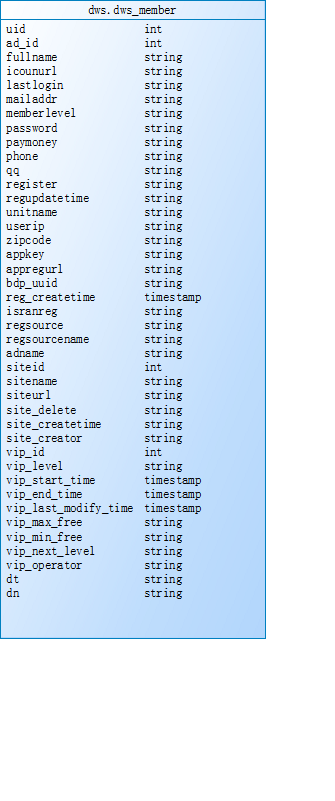 dws.dws_member
uid int
ad_id int
fullname string
icounurl string
lastlogin string
mailaddr string
memberlevel string
password string
paymoney string
phone string
qq string
register string
regupdatetime string
unitname string
userip string
zipcode string
appkey string
appregurl string
bdp_uuid string
reg_createtime timestamp
isranreg string
regsource string
regsourcename string
adname string
siteid int
sitename string
siteurl string
site_delete string
site_createtime string
site_creator string
vip_id int
vip_level string
vip_start_time timestamp
vip_end_time timestamp
vip_last_modify_time timestamp
vip_max_free string
vip_min_free string
vip_next_level string
vip_operator string
dt string
dn string